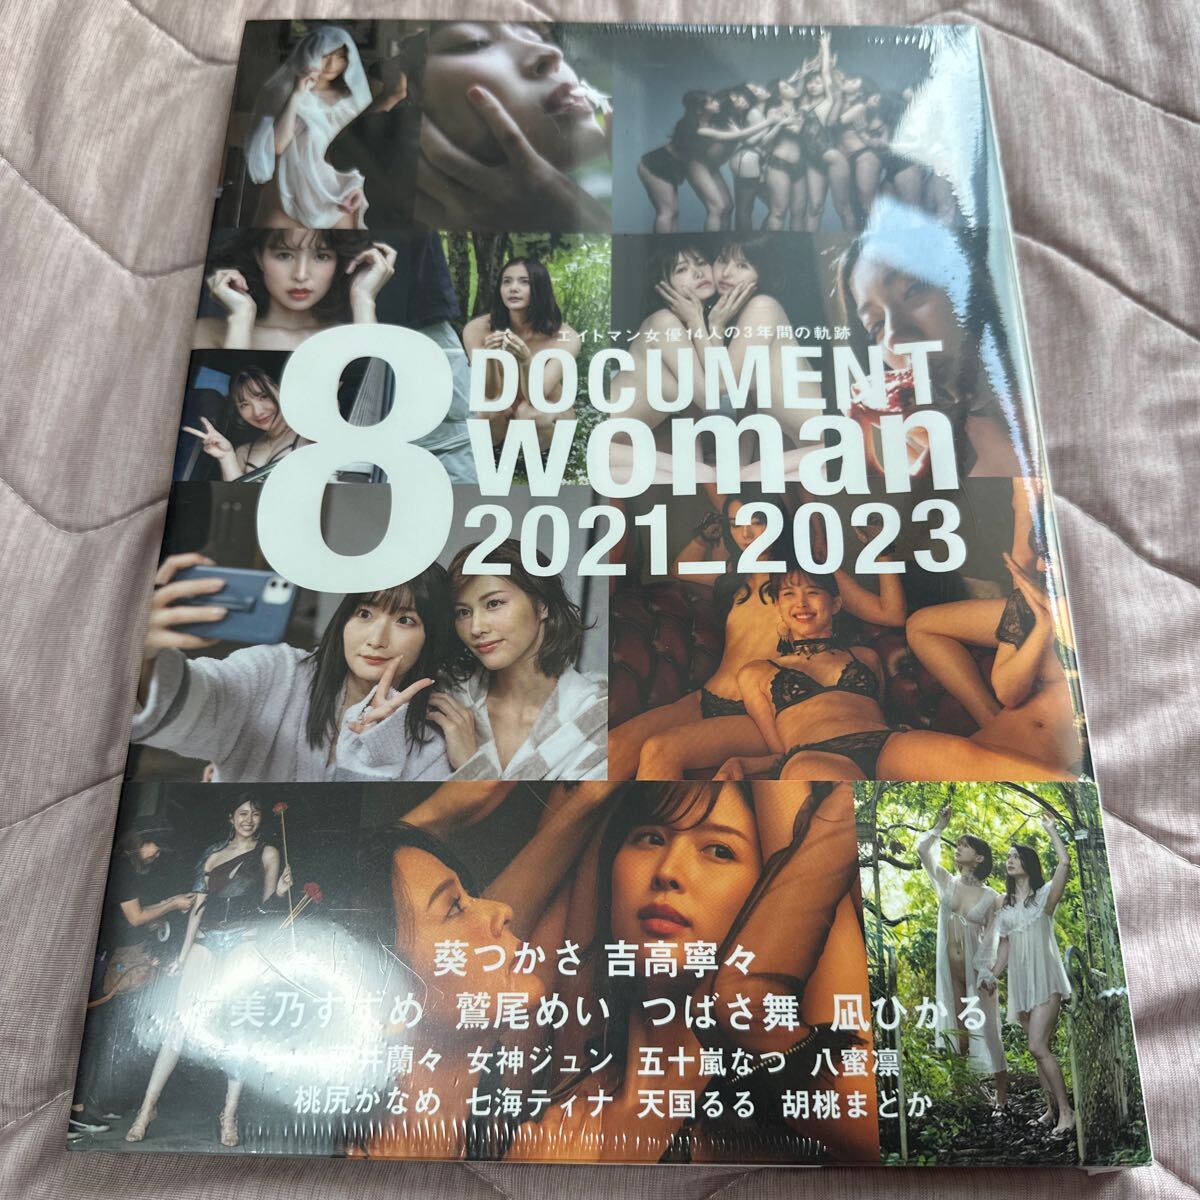 エイトマン女優14人の3年間の軌跡
8 DOCUMENT
woman
2021_2023
葵つかさ 吉高寧々
美乃すずめ 鷲尾めい つばさ舞 凪ひかる
井蘭々 女神ジュン 五十嵐なつ 八蜜凛
桃尻かなめ 七海ティナ 天国るる 胡桃まどか